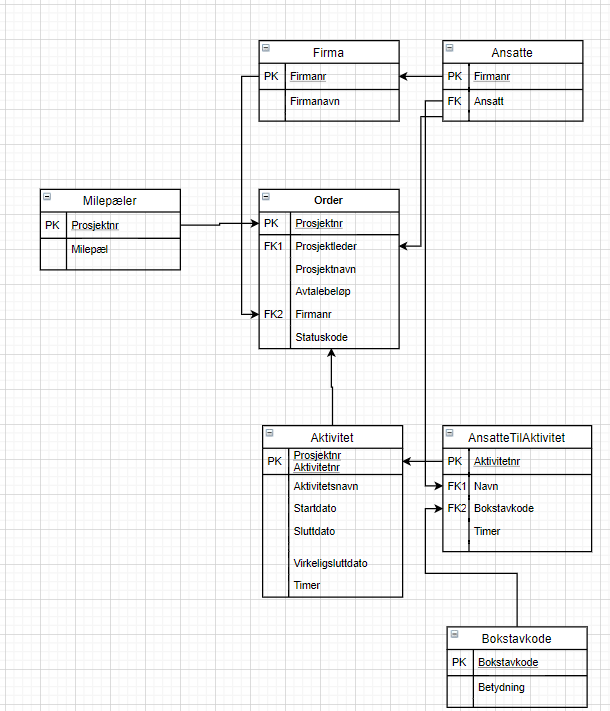 Firma
PK Firmanr
Firmanavn
Ansatte
PK Firmanr
FK Ansatt
Milepæler
PK Prosjektnr
Milepæl
Order
PK Prosjektnr
FK1 Prosjektleder
Prosjektnavn
Avtalebeløp
FK2 Firmanr
Statuskode
Aktivitet
PK Prosjektnr
Aktivitetnr
Aktivitetsnavn
Startdato
Sluttdato
Virkeligsluttdato
Timer
AnsatteTilAktivitet
PK Aktivitetnr
FK1 Navn
FK2 Bokstavkode
Timer
Bokstavkode
PK Bokstavkode
Betydning